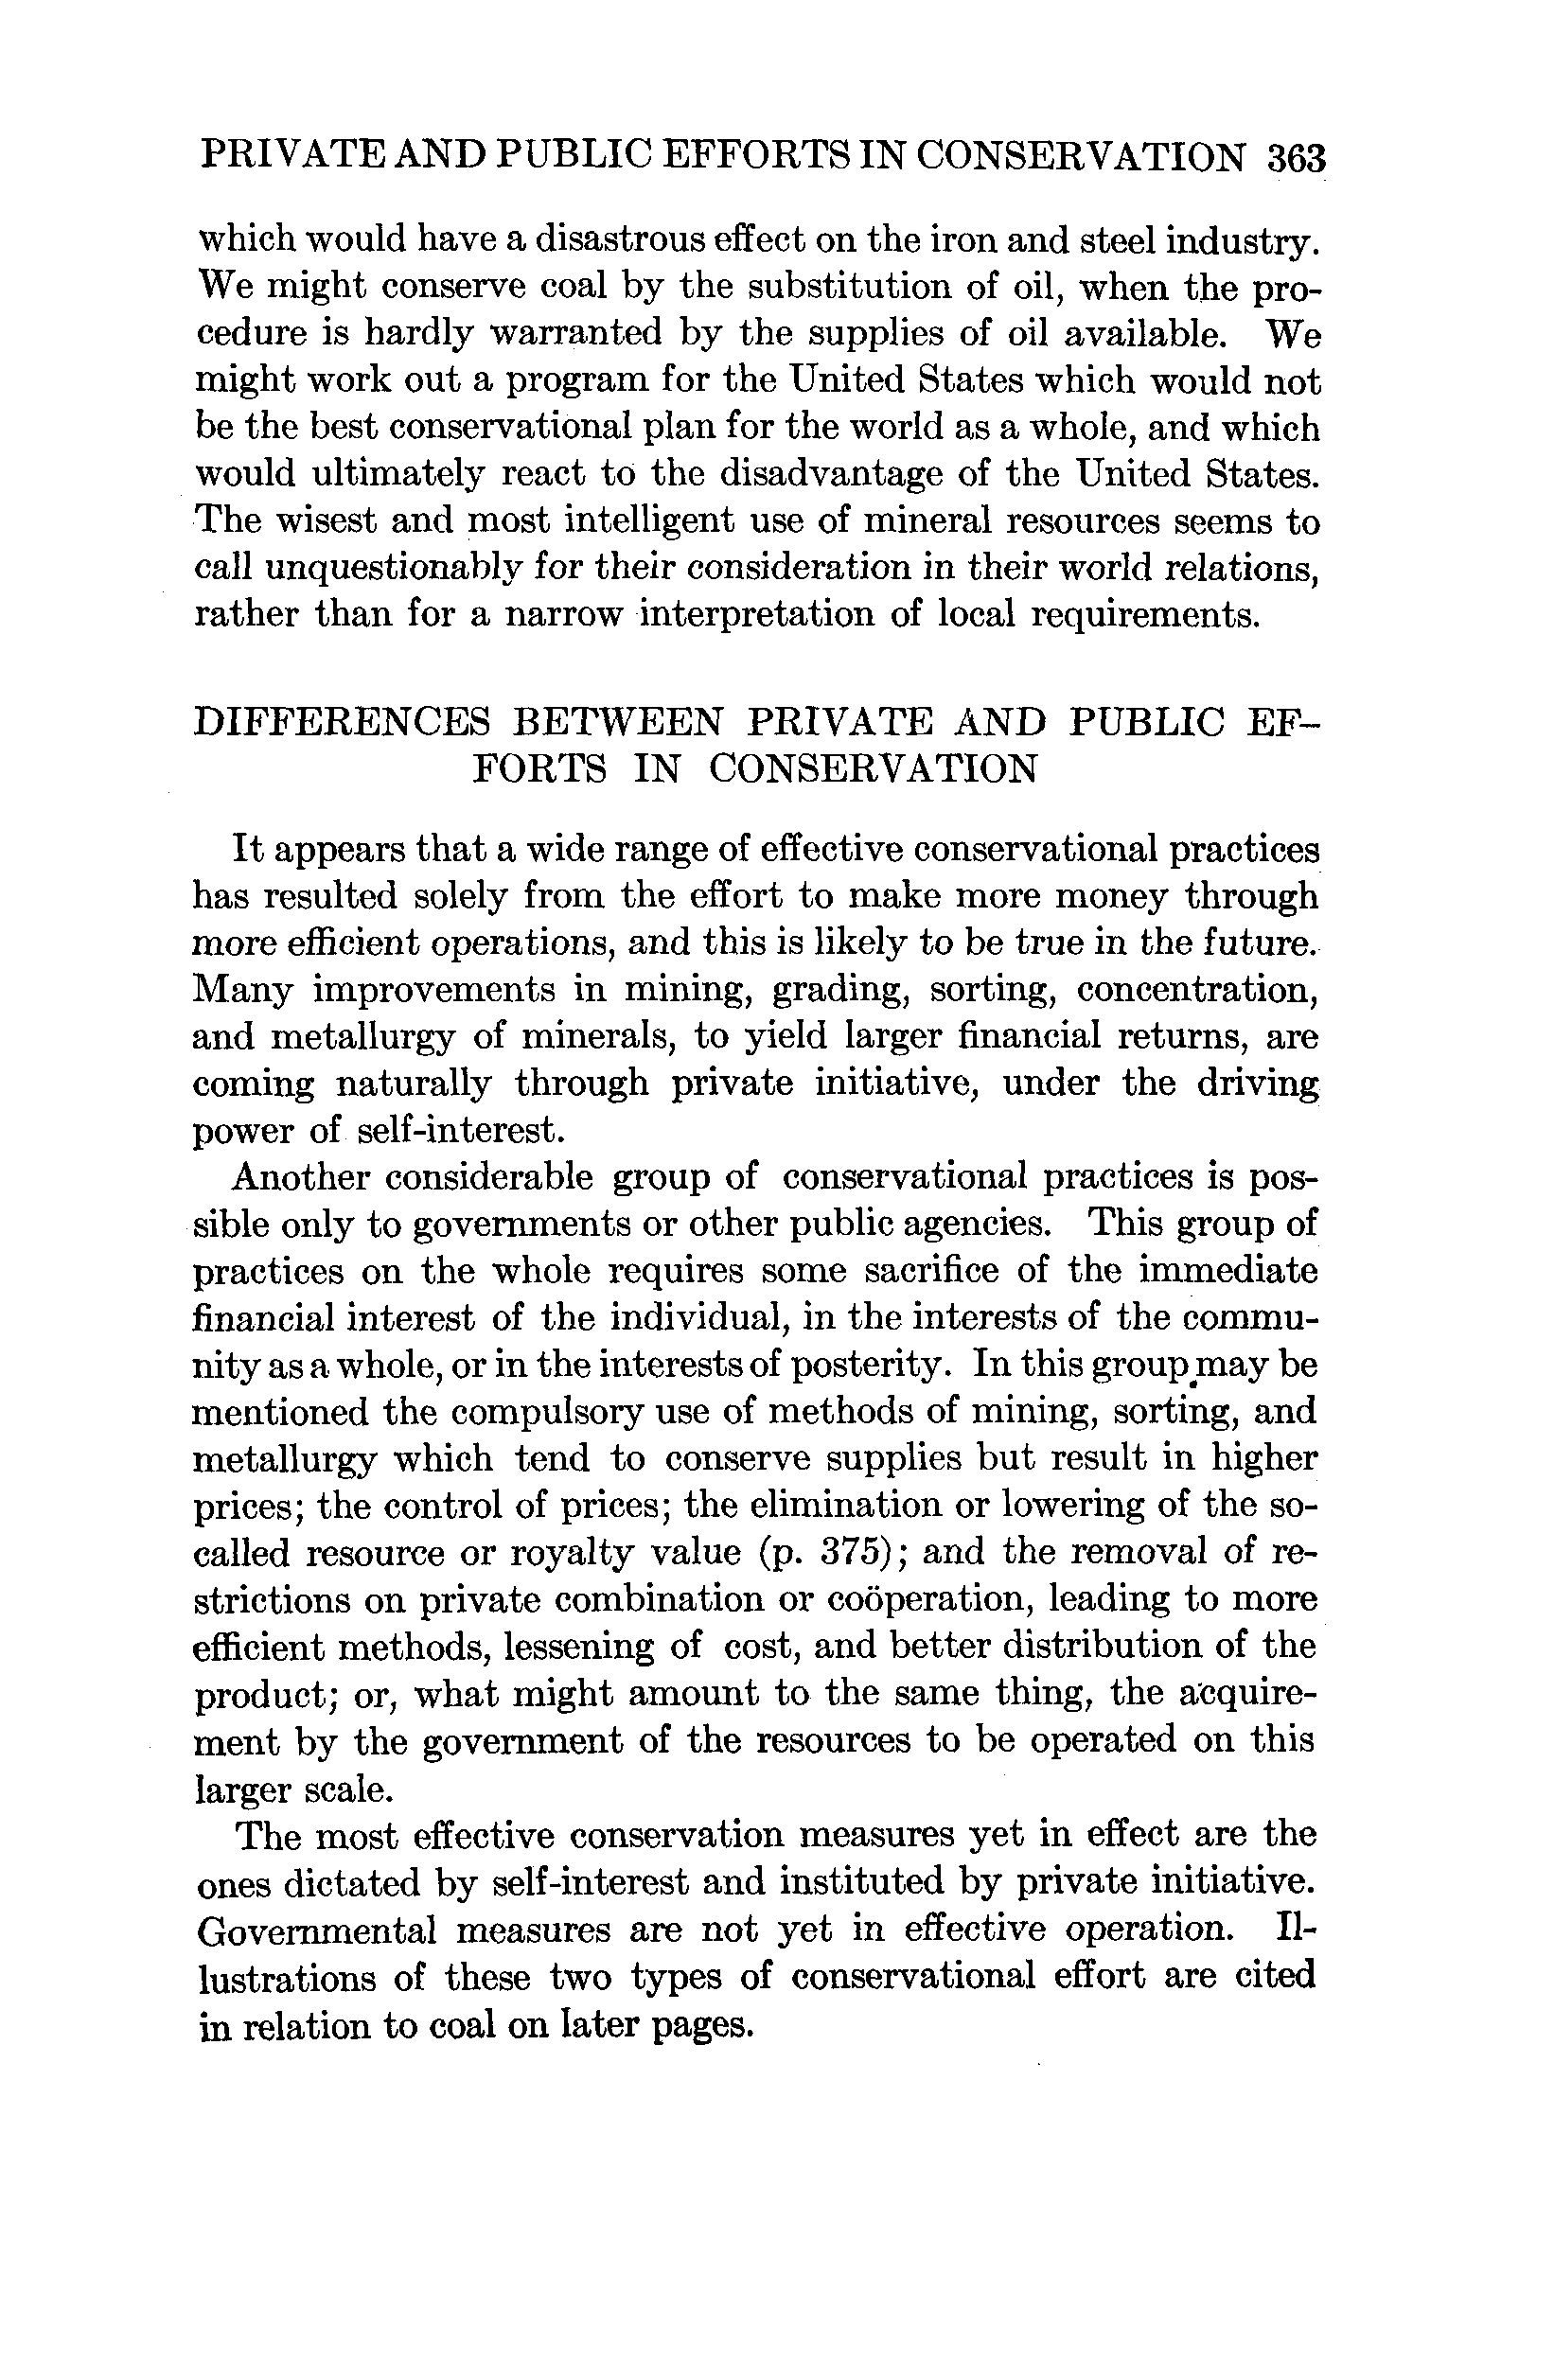 PRIVATE AND PUBLIC EFFORTS IN CONSERVATION 363
which would have a disastrous effect on the iron and steel industry.
We might conserve coal by the substitution of oil, when the pro-
cedure is hardly warranted by the supplies of oil available. We
might work out a program for the United States which would not
be the best conservational plan for the world as a whole, and which
would ultimately react to the disadvantage of the United States.
The wisest and most intelligent use of mineral resources seems to
call unquestionably for their consideration in their world relations,
rather than for a narrow interpretation of local requirements.
DIFFERENCES BETWEEN PRIVATE AND PUBLIC EF-
FORTS IN CONSERVATION
It appears that a wide range of effective conservational practices
has resulted solely from the effort to make more money through
more efficient operations, and this is likely to be true in the future.
Many improvements in mining, grading, sorting, concentration,
and metallurgy of minerals, to yield larger financial returns, are
coming naturally through private initiative, under the driving
power of self-interest.
Another considerable group of conservational practices is pos-
sible only to governments or other public agencies. This group of
practices on the whole requires some sacrifice of the immediate
financial interest of the individual, in the interests of the commu-
nity as a whole, or in the interests of posterity. In this group may be
mentioned the compulsory use of methods of mining, sorting, and
metallurgy which tend to conserve supplies but result in higher
prices; the control of prices; the elimination or lowering of the so-
called resource or royalty value (p. 375); and the removal of re-
strictions on private combination or coöperation, leading to more
efficient methods, lessening of cost, and better distribution of the
product; or, what might amount to the same thing, the acquire-
ment by the government of the resources to be operated on this
larger scale.
The most effective conservation measures yet in effect are the
ones dictated by self-interest and instituted by private initiative.
Governmental measures are not yet in effective operation. Il-
lustrations of these two types of conservational effort are cited
in relation to coal on later pages.